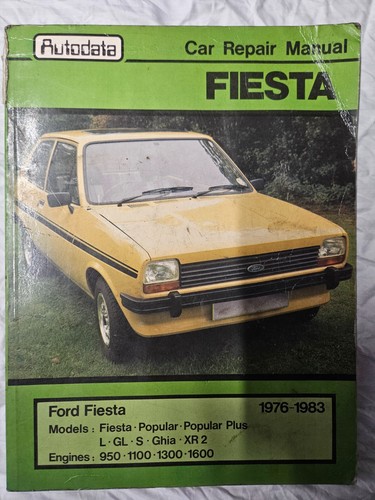 Autodata
Car Repair Manual
FIESTA
Ford
Ford Fiesta 1976-1983
Models : Fiesta · Popular · Popular Plus
L · GL · S · Ghia · XR 2
Engines : 950 · 1100 · 1300 · 1600